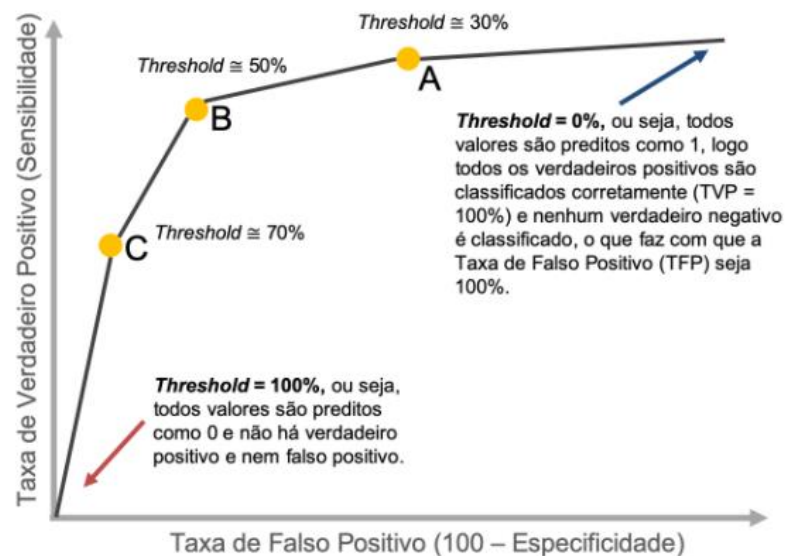 Threshold ≅ 30%
Threshold ≅ 50%
A
B
Threshold = 0%, ou seja, todos
valores são preditos como 1, logo
todos os verdadeiros positivos são
classificados corretamente (TVP =
100%) e nenhum verdadeiro negativo
é classificado, o que faz com que a
Taxa de Falso Positivo (TFP) seja
100%.
C
Threshold ≅ 70%
Threshold = 100%, ou seja,
todos valores são preditos
como 0 e não há verdadeiro
positivo e nem falso positivo.
Taxa de Verdadeiro Positivo (Sensibilidade)
Taxa de Falso Positivo (100 – Especificidade)